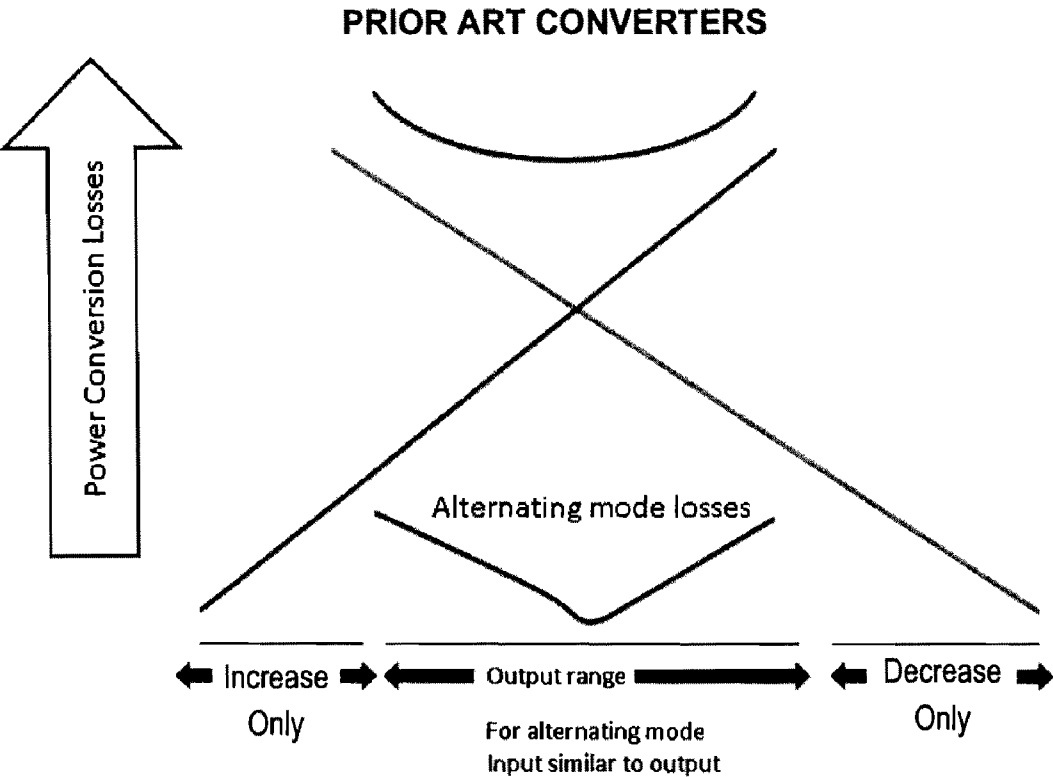 PRIOR ART CONVERTERS
Power Conversion Losses
Alternating mode losses
Increase
Only
Output range
For alternating mode
Input similar to output
Decrease
Only